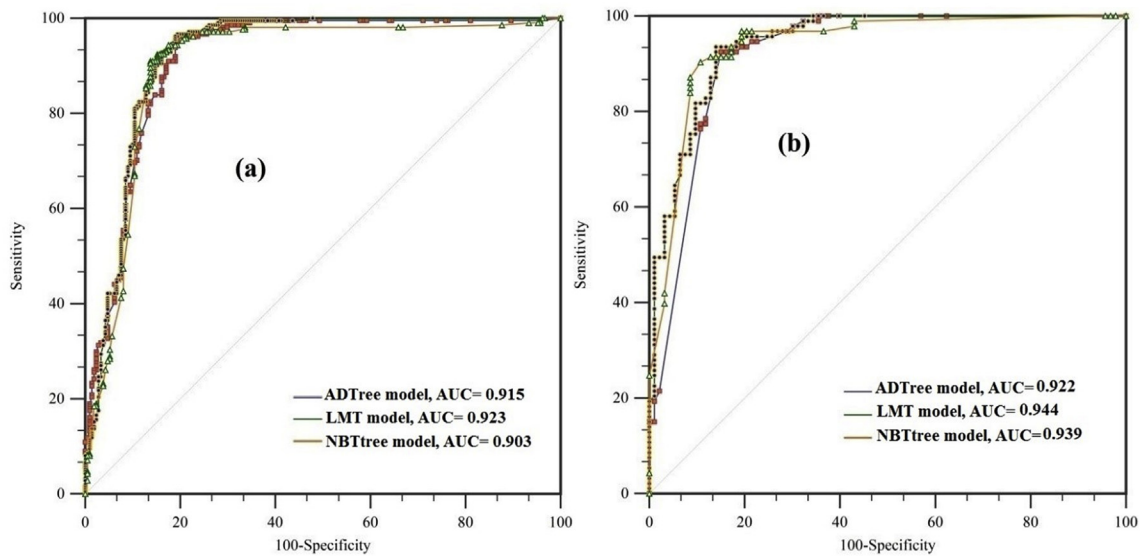 100
80
60
40
20
0
Sensitivity
(a)
ADTree model, AUC= 0.915
LMT model, AUC= 0.923
NBTtree model, AUC= 0.903
0 20 40 60 80 100
100-Specificity
100
80
60
40
20
0
Sensitivity
(b)
ADTree model, AUC= 0.922
LMT model, AUC= 0.944
NBTtree model, AUC= 0.939
0 20 40 60 80 100
100-Specificity